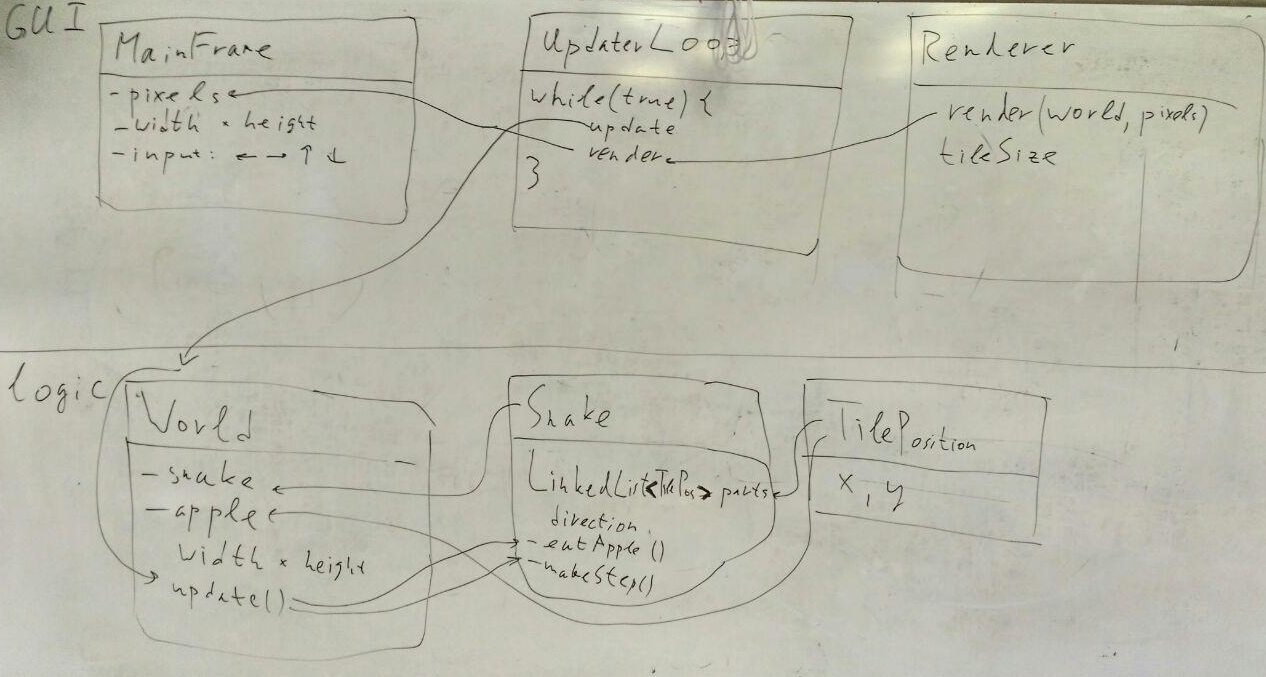 GUI
MainFrame
-pixels
-width × height
-input: ← → ↑ ↓
UpdaterLoop
while(true) {
update
render
}
Renderer
render(world, pixels)
tileSize
logic
World
-snake
-apple
width × height
update()
Snake
LinkedList<TilePos> parts
direction
-eatApple()
-makeStep()
TilePosition
x, y